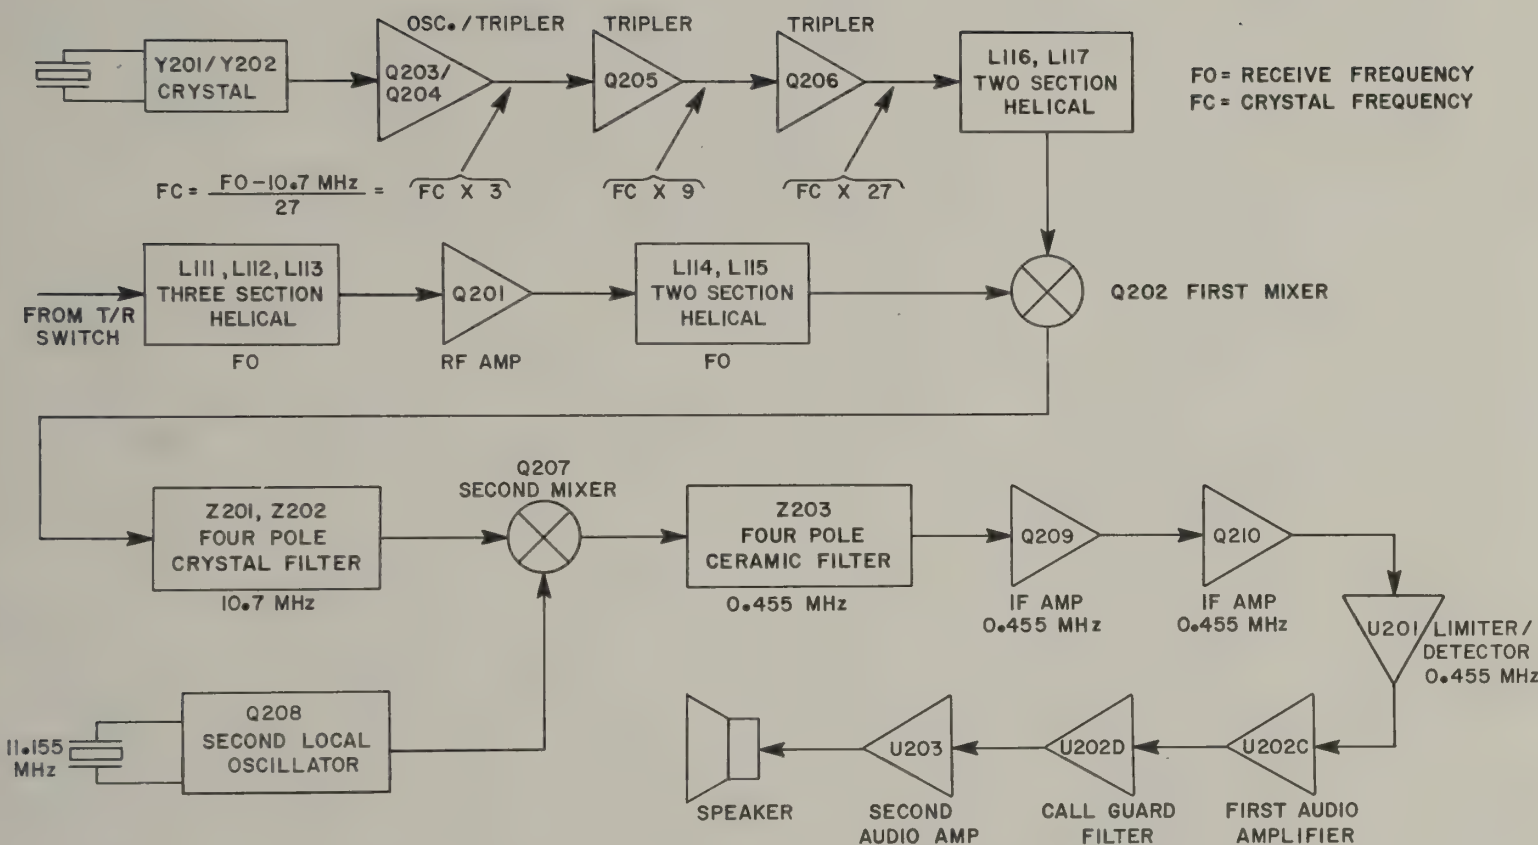 OSC./TRIPLER
TRIPLER
TRIPLER
Y201/Y202
CRYSTAL
Q203/
Q204
Q205
Q206
L116, L117
TWO SECTION
HELICAL
FO = RECEIVE FREQUENCY
FC = CRYSTAL FREQUENCY
FC = FO-10.7 MHz =
27
FC X 3
FC X 9
FC X 27
FROM T/R
SWITCH
L111, L112, L113
THREE SECTION
HELICAL
FO
Q201
RF AMP
L114, L115
TWO SECTION
HELICAL
FO
Q202 FIRST MIXER
Z201, Z202
FOUR POLE
CRYSTAL FILTER
10.7 MHz
Q207
SECOND MIXER
Z203
FOUR POLE
CERAMIC FILTER
0.455 MHz
Q209
IF AMP
0.455 MHz
Q210
IF AMP
0.455 MHz
U201
LIMITER/
DETECTOR
0.455 MHz
11.155
MHz
Q208
SECOND LOCAL
OSCILLATOR
SPEAKER
U203
SECOND
AUDIO AMP
U202D
CALL GUARD
FILTER
U202C
FIRST AUDIO
AMPLIFIER